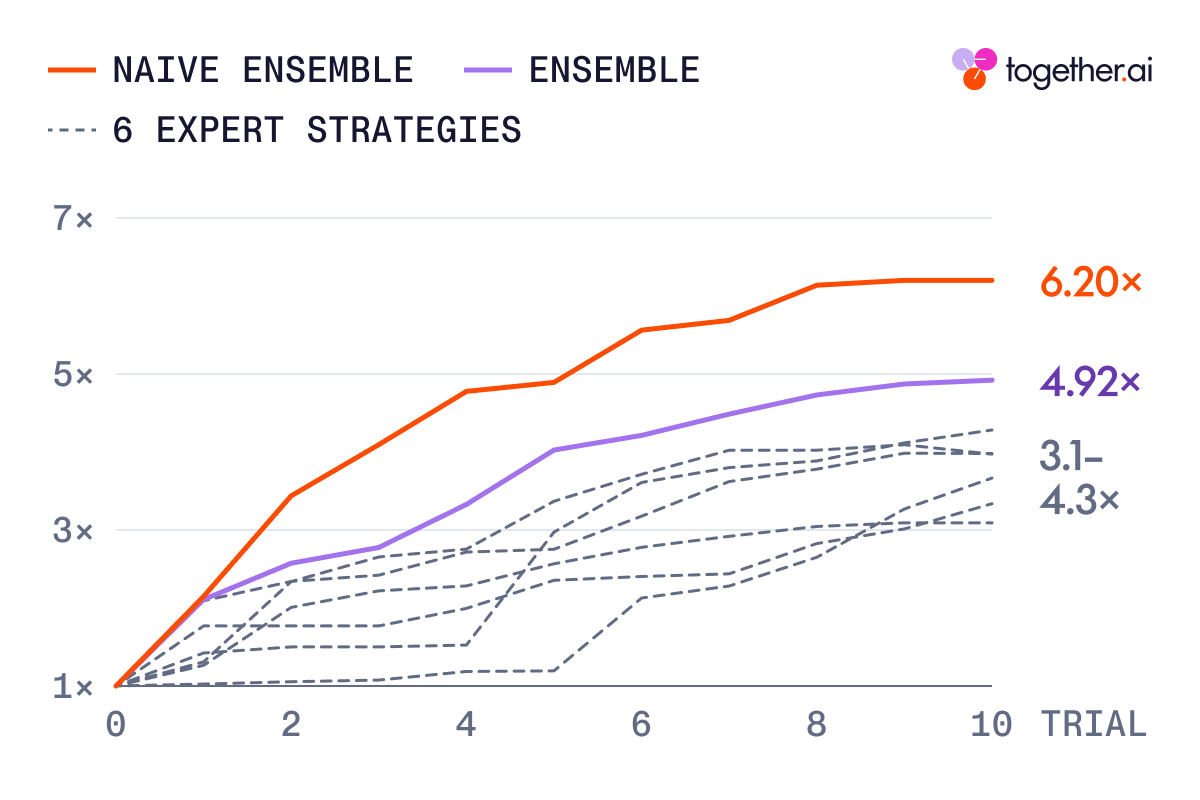 NAIVE ENSEMBLE ENSEMBLE
together.ai
6 EXPERT STRATEGIES
7×
6.20×
5×
4.92×
3.1–
4.3×
3×
1×
0 2 4 6 8 10 TRIAL